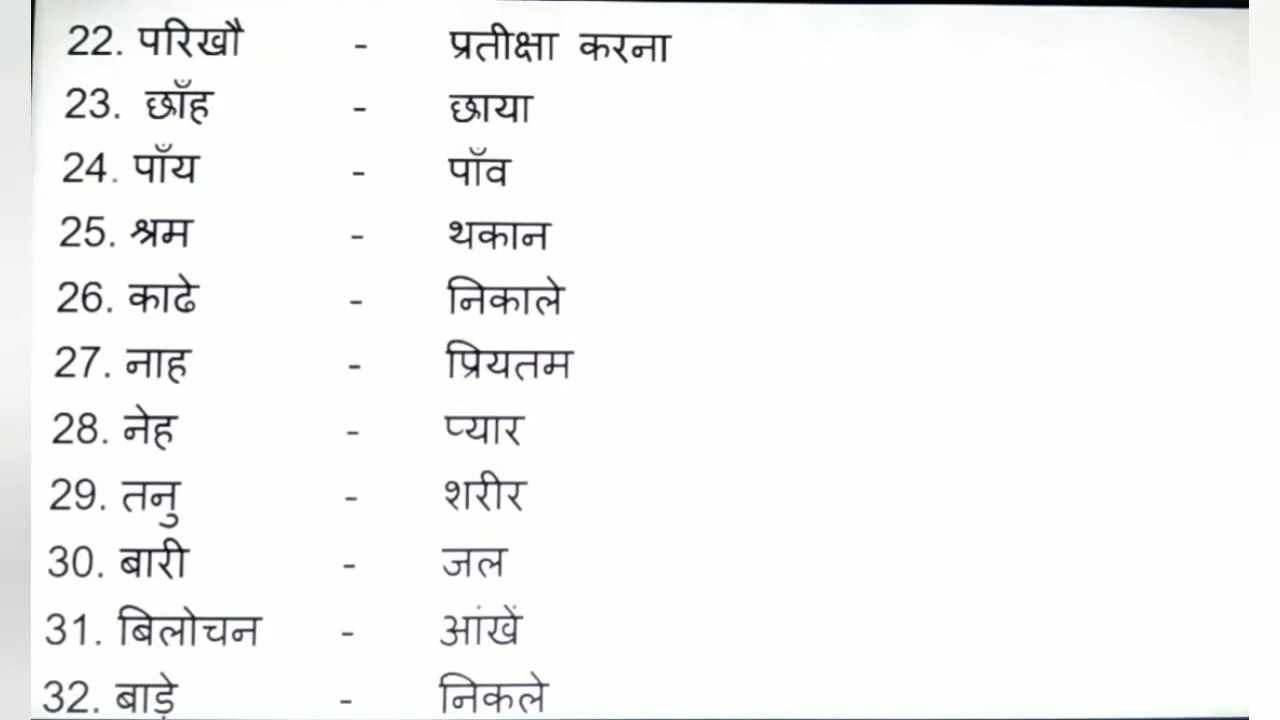 22. परिखौ - प्रतीक्षा करना
23. छाँह - छाया
24. पाँय - पाँव
25. श्रम - थकान
26. काढे - निकाले
27. नाह - प्रियतम
28. नेह - प्यार
29. तनु - शरीर
30. बारी - जल
31. बिलोचन - आंखें
32. बाड़े - निकले